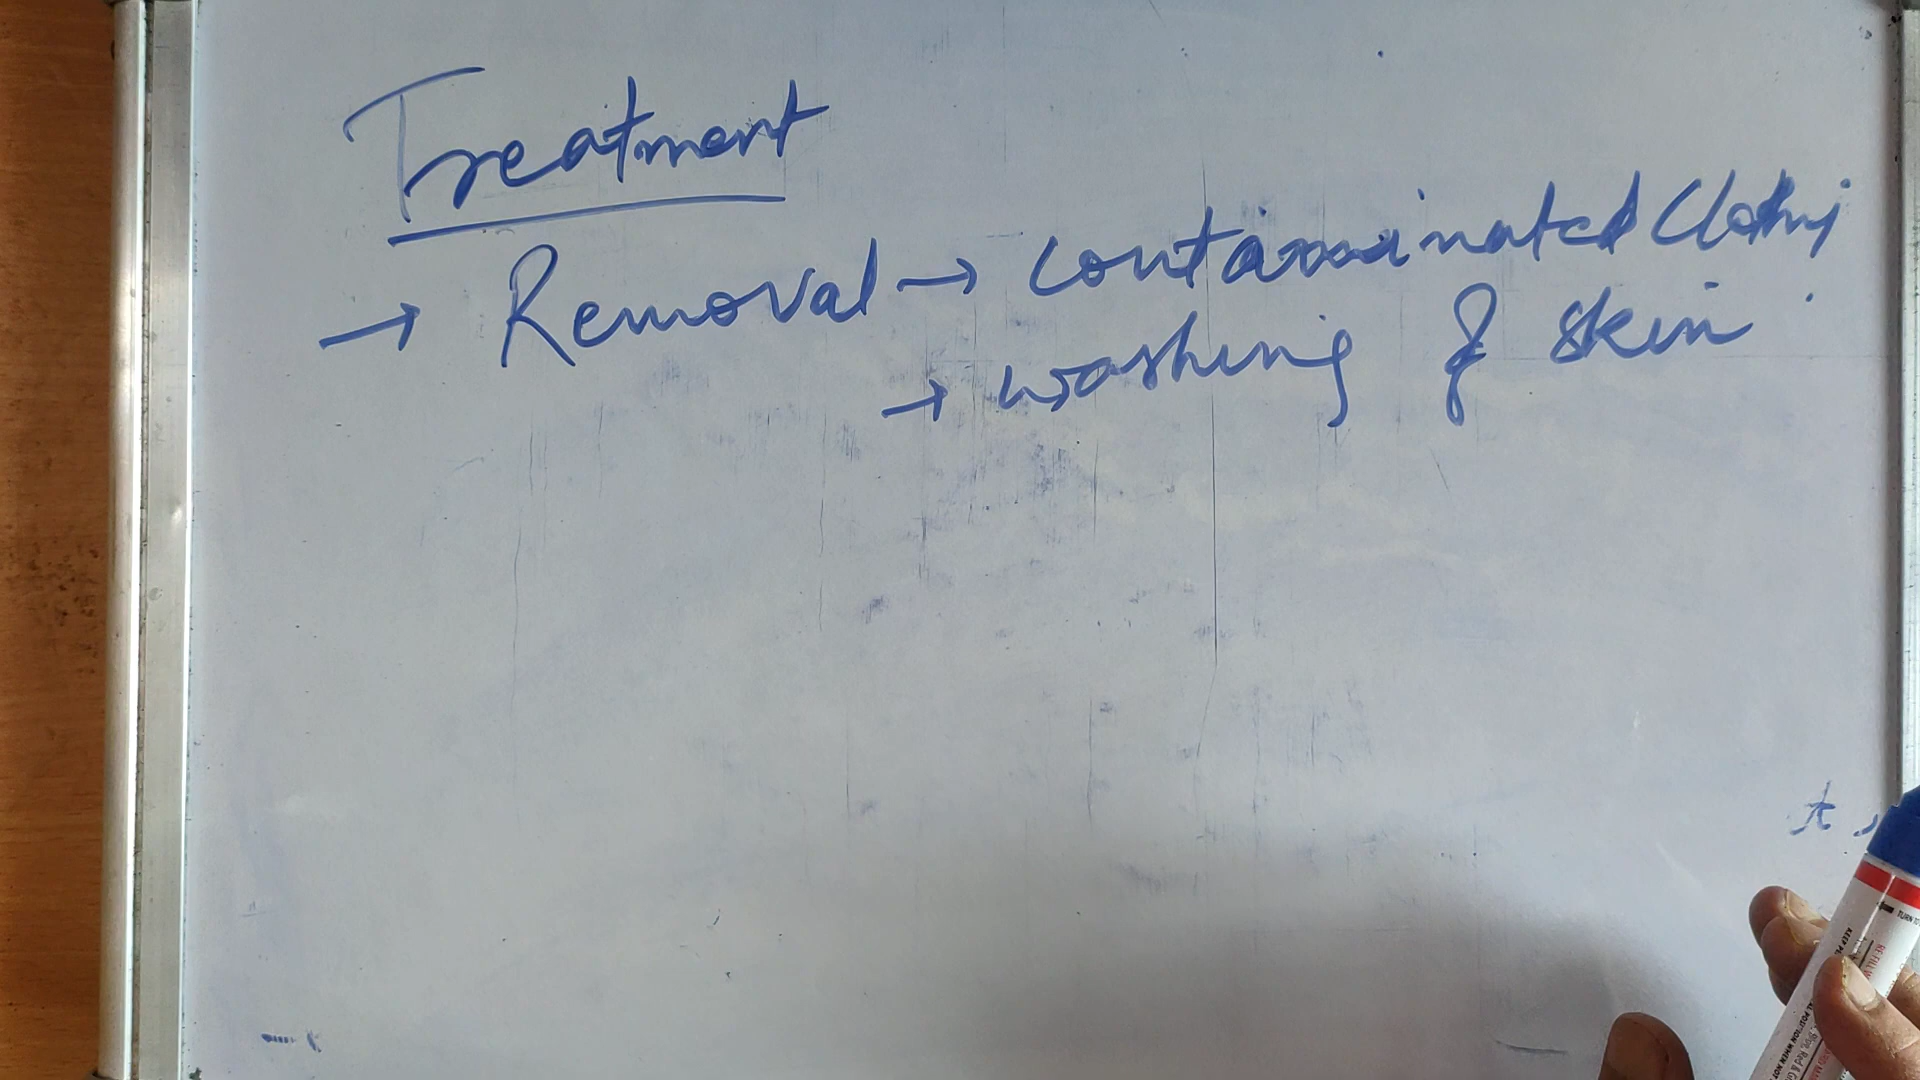 Treatment
→ Removal → contaminated Clothing
→ washing of skin